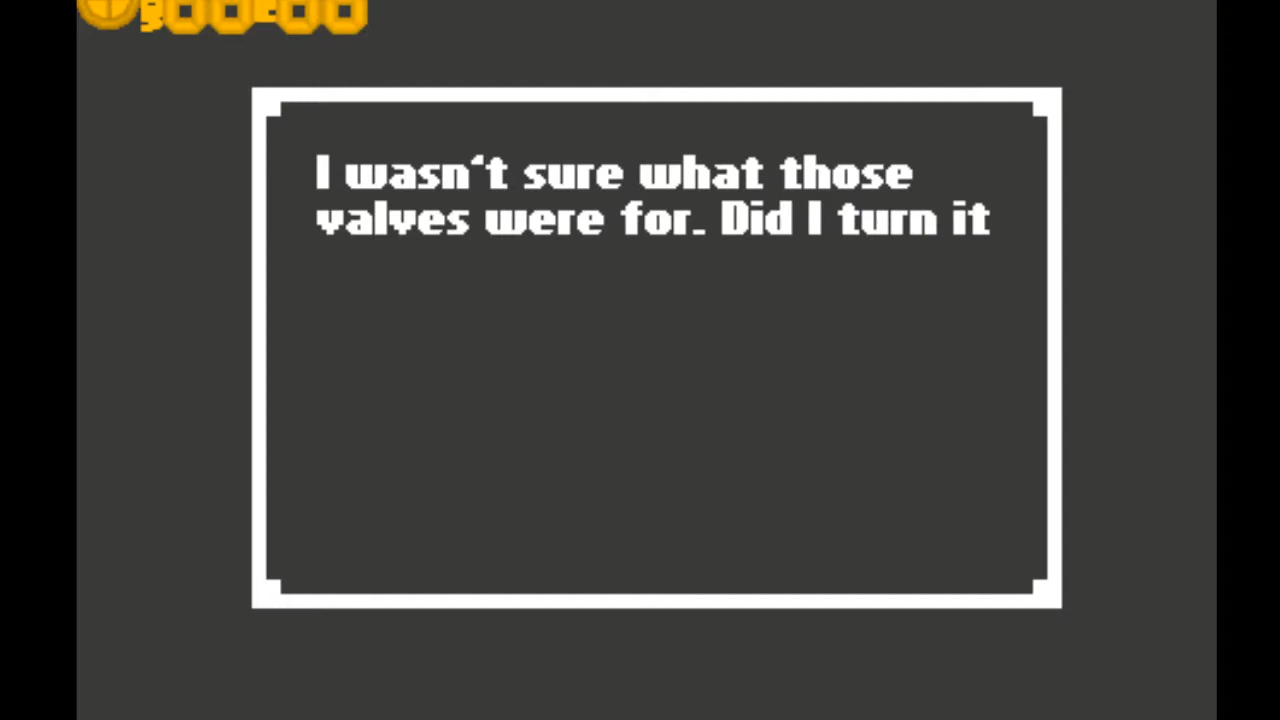 I wasn‘t sure what those
valves were for. Did I turn it